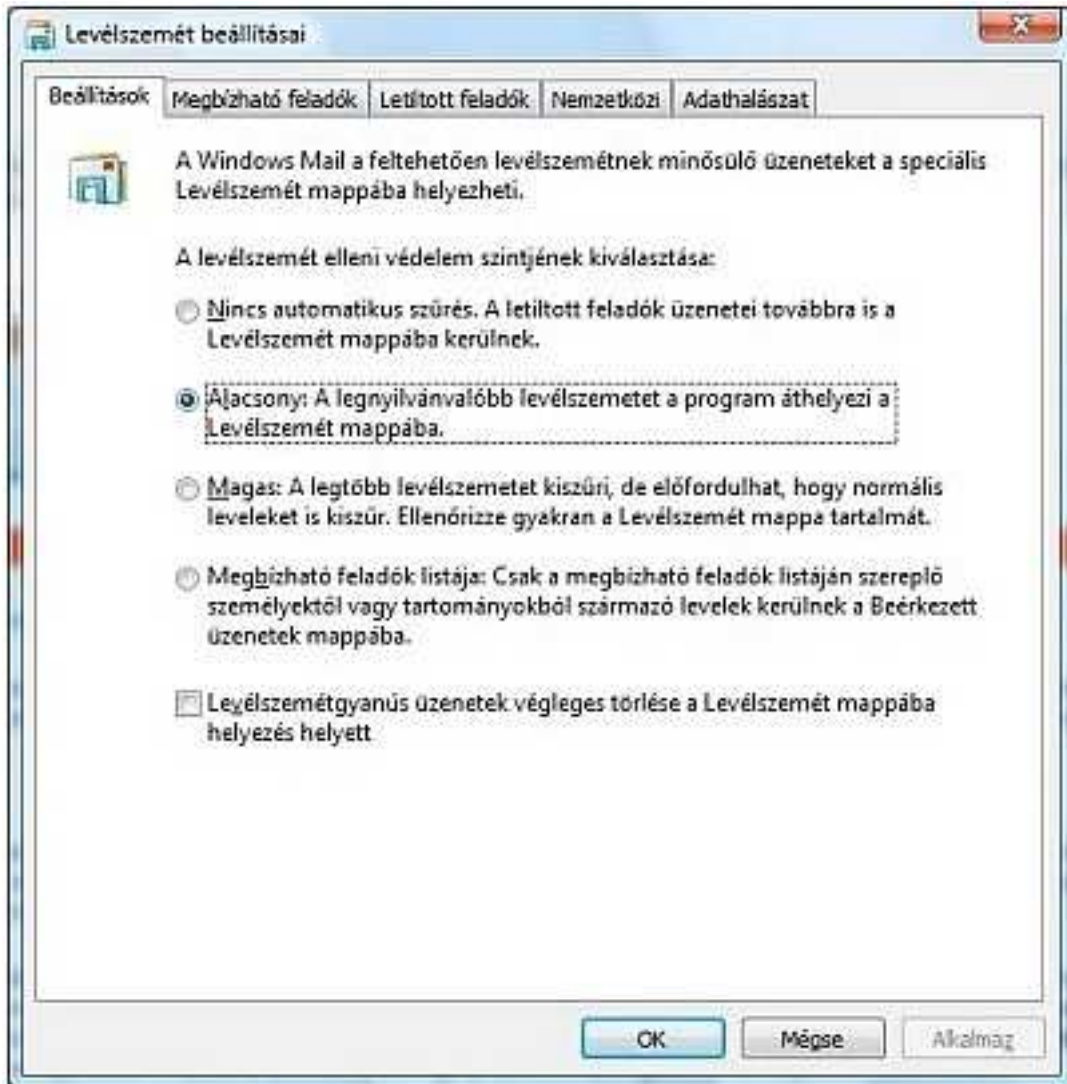 Levélszemét beállításai
Beállítások Megbízható feladók Letiltott feladók Nemzetközi Adathalászat
A Windows Mail a feltehetően levélszemétnek minősülő üzeneteket a speciális
Levélszemét mappába helyezheti.
A levélszemét elleni védelem szintjének kiválasztása:
Nincs automatikus szűrés. A letiltott feladók üzenetei továbbra is a
Levélszemét mappába kerülnek.
Alacsony: A legnyilvánvalóbb levélszemetet a program áthelyezi a
Levélszemét mappába.
Magas: A legtöbb levélszemetet kiszűri, de előfordulhat, hogy normális
leveleket is kiszűr. Ellenőrizze gyakran a Levélszemét mappa tartalmát.
Megbízható feladók listája: Csak a megbízható feladók listáján szereplő
személyektől vagy tartományokból származó levelek kerülnek a Beérkezett
üzenetek mappába.
Levélszemétgyanús üzenetek végleges törlése a Levélszemét mappába
helyezés helyett
OK Mégse Alkalmaz